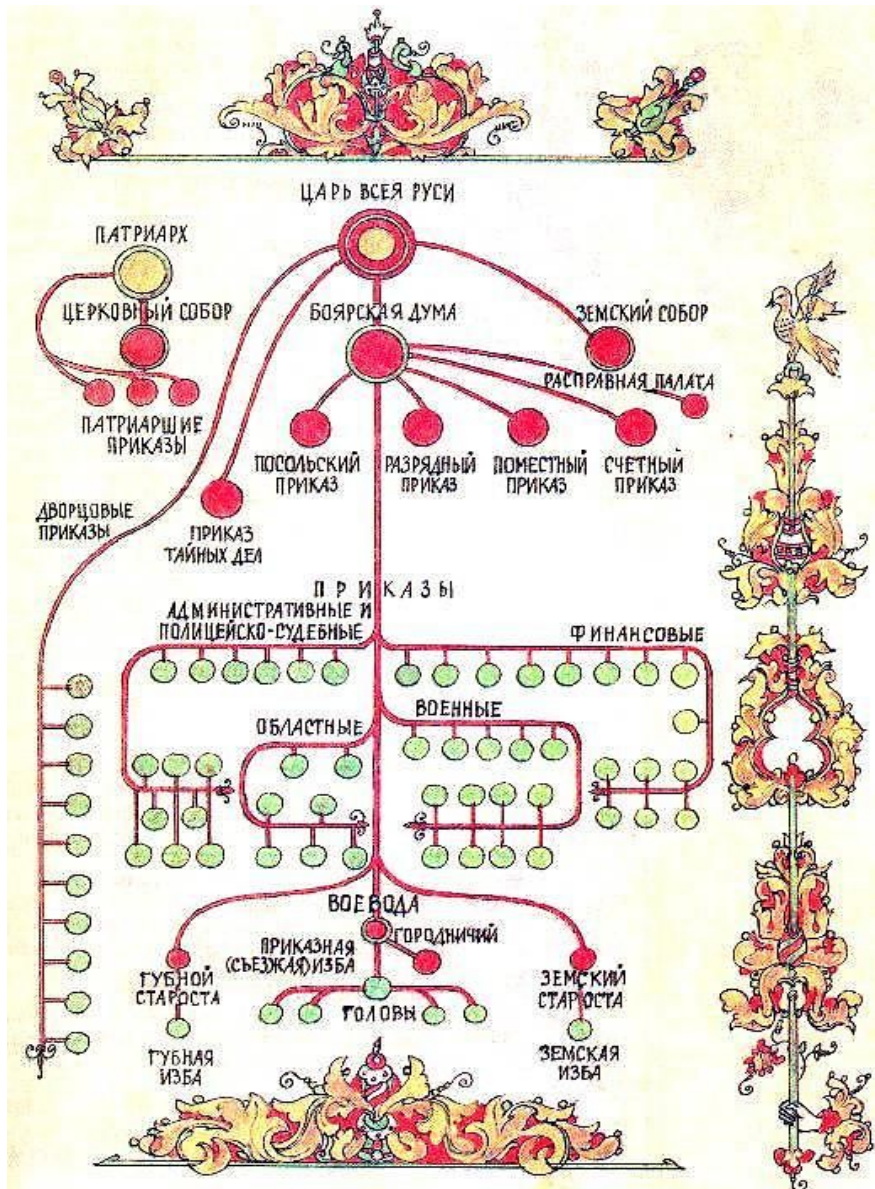 ЦАРЬ ВСЕЯ РУСИ
ПАТРИАРХ
ЦЕРКОВНЫЙ СОБОР
БОЯРСКАЯ ДУМА
ЗЕМСКИЙ СОБОР
РАСПРАВНАЯ ПАЛАТА
ПАТРИАРШИЕ
ПРИКАЗЫ
ПОСОЛЬСКИЙ
ПРИКАЗ
РАЗРЯДНЫЙ
ПРИКАЗ
ПОМЕСТНЫЙ
ПРИКАЗ
СЧЕТНЫЙ
ПРИКАЗ
ДВОРЦОВЫЕ
ПРИКАЗЫ
ПРИКАЗ
ТАЙНЫХ ДЕЛ
ПРИКАЗЫ
АДМИНИСТРАТИВНЫЕ И
ПОЛИЦЕЙСКО-СУДЕБНЫЕ
ФИНАНСОВЫЕ
ОБЛАСТНЫЕ
ВОЕННЫЕ
ВОЕВОДА
ГОРОДНИЧИЙ
ПРИКАЗНАЯ
(СЪЕЗЖАЯ) ИЗБА
ГУБНОЙ
СТАРОСТА
ЗЕМСКИЙ
СТАРОСТА
ГОЛОВЫ
ГУБНАЯ
ИЗБА
ЗЕМСКАЯ
ИЗБА